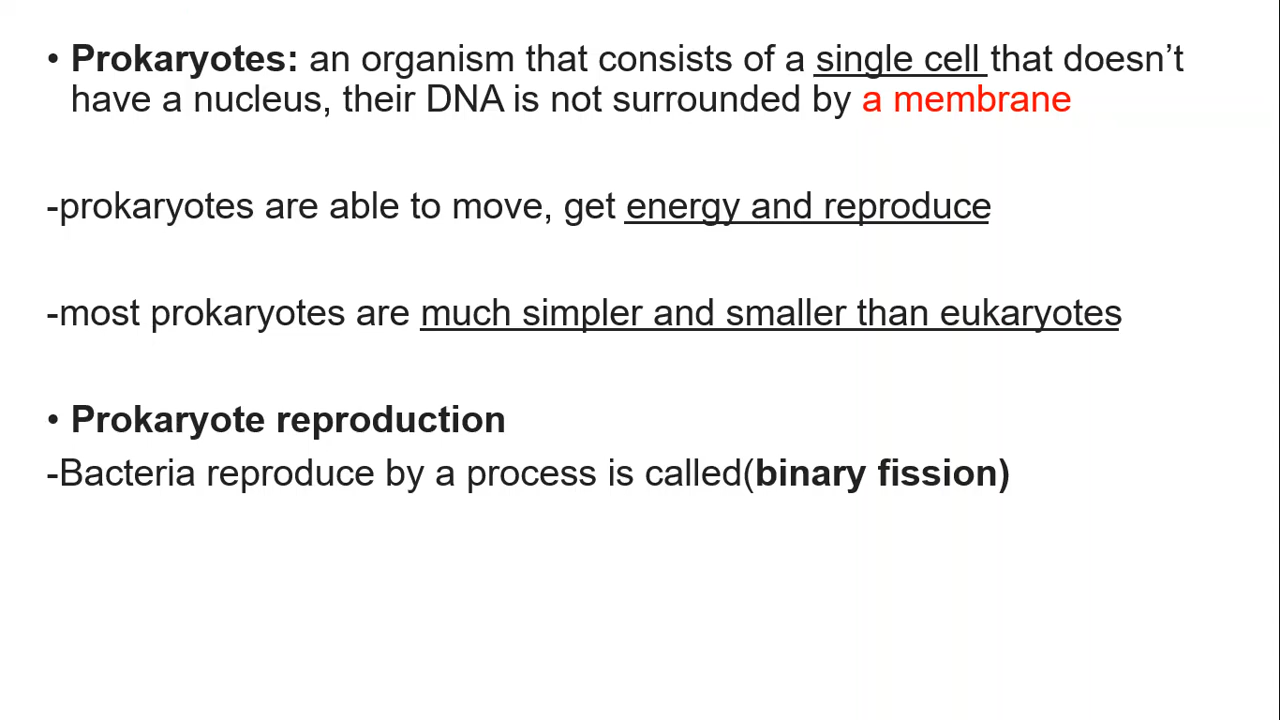 • Prokaryotes: an organism that consists of a single cell that doesn’t
have a nucleus, their DNA is not surrounded by a membrane
-prokaryotes are able to move, get energy and reproduce
-most prokaryotes are much simpler and smaller than eukaryotes
• Prokaryote reproduction
-Bacteria reproduce by a process is called(binary fission)